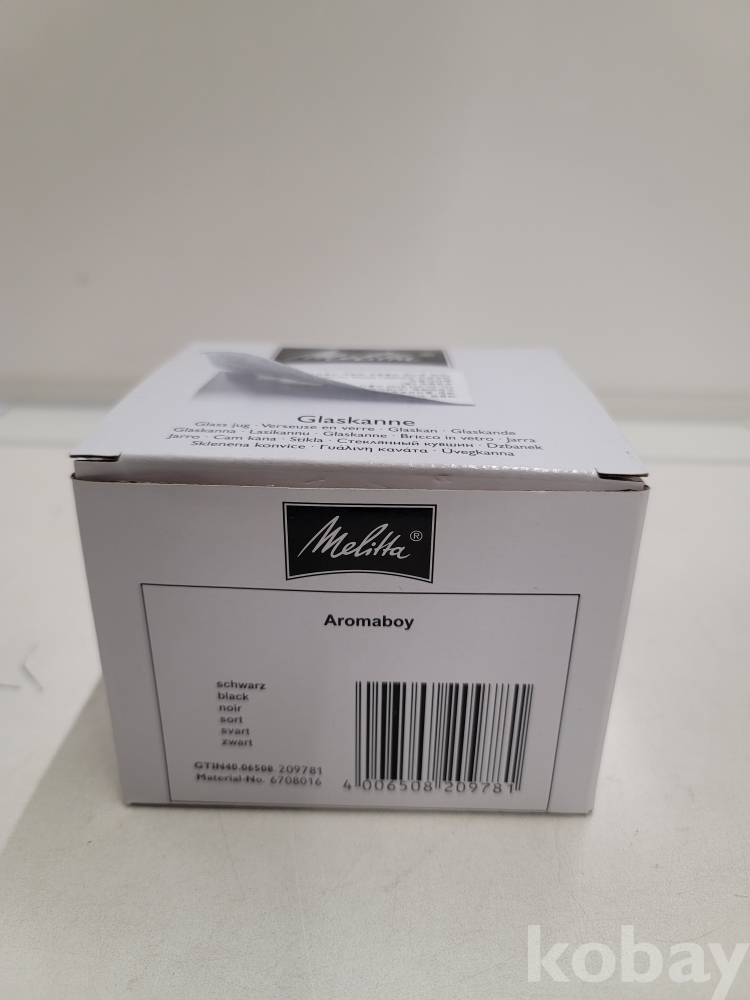 Glaskanne
Glass jug · Verseuse en verre · Glaskan · Glaskande
Glaskanna · Lasikannu · Glaskanne · Bricco in vetro · Jarra
Jarro · Cam kana · Stikla · Стеклянный кувшин · Dzbanek
Sklenena konvice · Γυάλινη κανάτα · Üvegkanna
Melitta®
Aromaboy
schwarz
black
noir
sort
svart
zwart
GTIN40.06508.209781
Material-No. 6708016
4 006508 209781
kobay